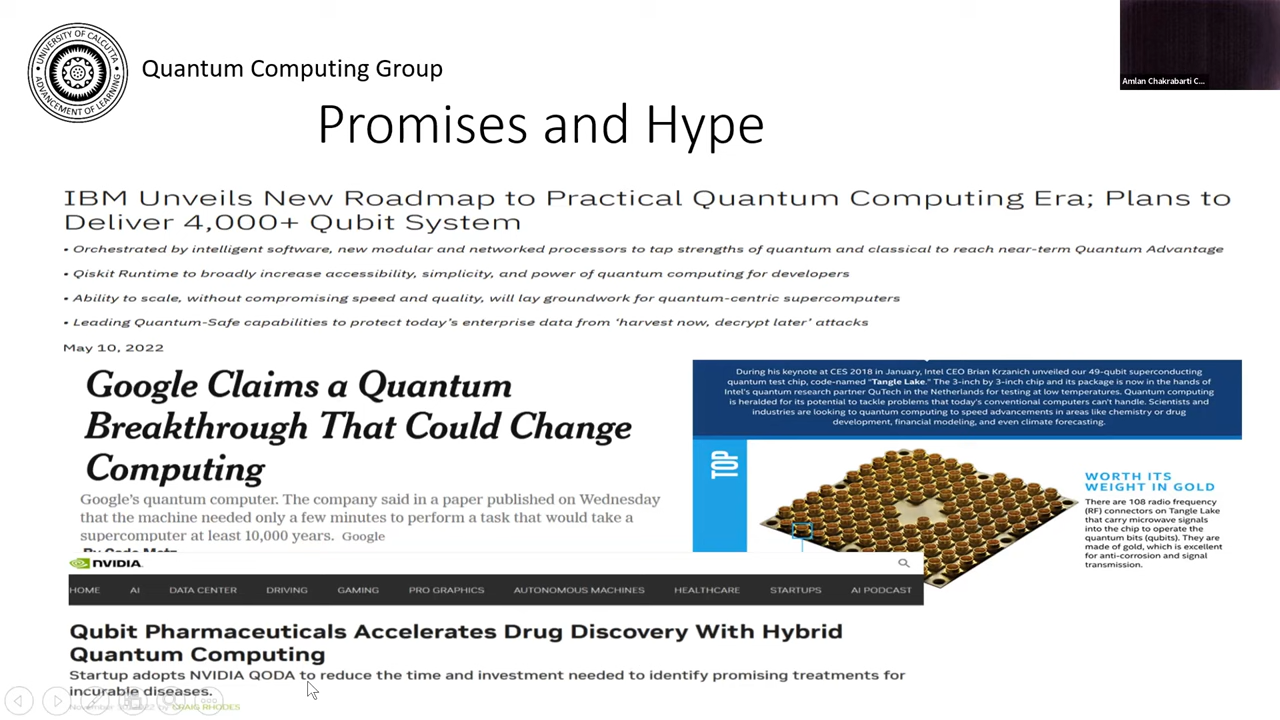 UNIVERSITY OF CALCUTTA
ADVANCEMENT OF LEARNING
Quantum Computing Group
Amlan Chakrabarti C...
Promises and Hype
IBM Unveils New Roadmap to Practical Quantum Computing Era; Plans to
Deliver 4,000+ Qubit System
• Orchestrated by intelligent software, new modular and networked processors to tap strengths of quantum and classical to reach near-term Quantum Advantage
• Qiskit Runtime to broadly increase accessibility, simplicity, and power of quantum computing for developers
• Ability to scale, without compromising speed and quality, will lay groundwork for quantum-centric supercomputers
• Leading Quantum-Safe capabilities to protect today's enterprise data from 'harvest now, decrypt later' attacks
May 10, 2022
Google Claims a Quantum
Breakthrough That Could Change
Computing
Google's quantum computer. The company said in a paper published on Wednesday
that the machine needed only a few minutes to perform a task that would take a
supercomputer at least 10,000 years. Google
During his keynote at CES 2018 in January, Intel CEO Brian Krzanich unveiled our 49-qubit superconducting
quantum test chip, code-named "Tangle Lake." The 3-inch by 3-inch chip and its package is now in the hands of
Intel's quantum research partner QuTech in the Netherlands for testing at low temperatures. Quantum computing
is heralded for its potential to tackle problems that today's conventional computers can't handle. Scientists and
industries are looking to quantum computing to speed advancements in areas like chemistry or drug
development, financial modeling, and even climate forecasting.
TOP
WORTH ITS
WEIGHT IN GOLD
There are 108 radio frequency
(RF) connectors on Tangle Lake
that carry microwave signals
into the chip to operate the
quantum bits (qubits). They are
made of gold, which is excellent
for anti-corrosion and signal
transmission.
NVIDIA.
HOME AI DATA CENTER DRIVING GAMING PRO GRAPHICS AUTONOMOUS MACHINES HEALTHCARE STARTUPS AI PODCAST
Qubit Pharmaceuticals Accelerates Drug Discovery With Hybrid
Quantum Computing
Startup adopts NVIDIA QODA to reduce the time and investment needed to identify promising treatments for
incurable diseases.
by CRAIG RHODES